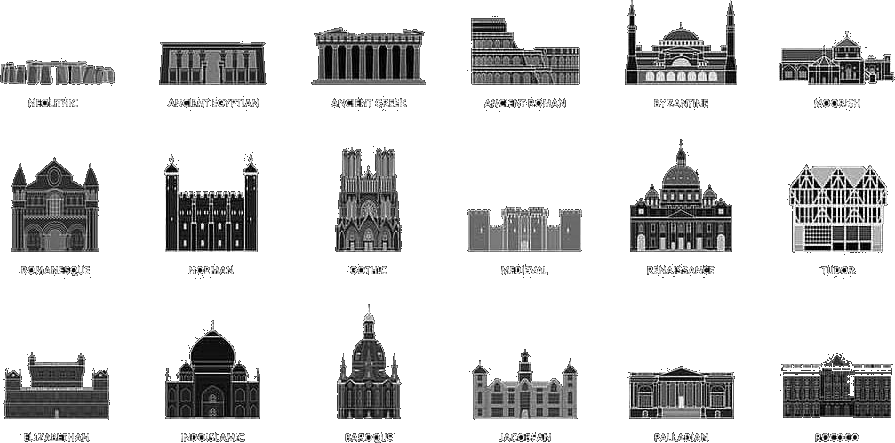 NEOLITHIC
ANCIENT EGYPTIAN
ANCIENT GREEK
ANCIENT ROMAN
BYZANTINE
MOORISH
ROMANESQUE
NORMAN
GOTHIC
MEDIEVAL
RENAISSANCE
TUDOR
ELIZABETHAN
INDO ISLAMIC
BAROQUE
JACOBEAN
PALLADIAN
ROCOCO